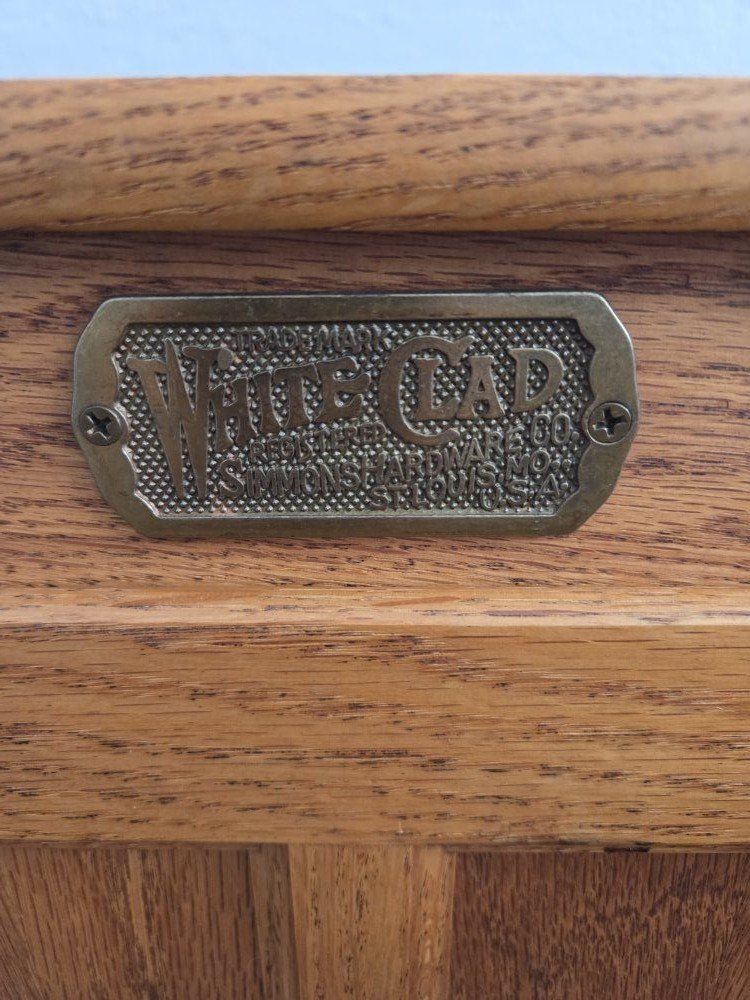 TRADE MARK
WHITE CLAD
REGISTERED
SIMMONS HARDWARE CO.
ST. LOUIS, MO.,
U.S.A.